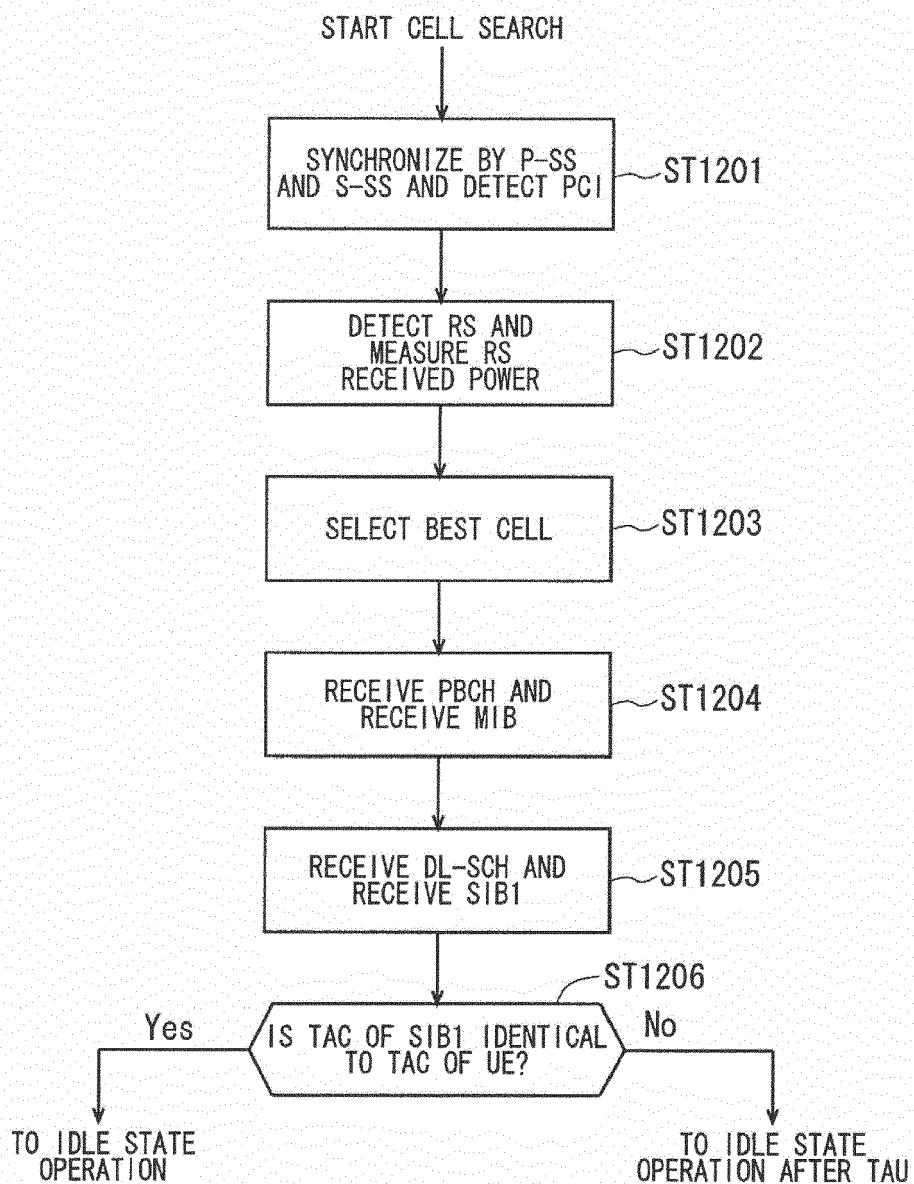 START CELL SEARCH
SYNCHRONIZE BY P-SS
AND S-SS AND DETECT PCI
ST1201
DETECT RS AND
MEASURE RS
RECEIVED POWER
ST1202
SELECT BEST CELL
ST1203
RECEIVE PBCH AND
RECEIVE MIB
ST1204
RECEIVE DL-SCH AND
RECEIVE SIB1
ST1205
ST1206
IS TAC OF SIB1 IDENTICAL
TO TAC OF UE?
Yes
No
TO IDLE STATE
OPERATION
TO IDLE STATE
OPERATION AFTER TAU